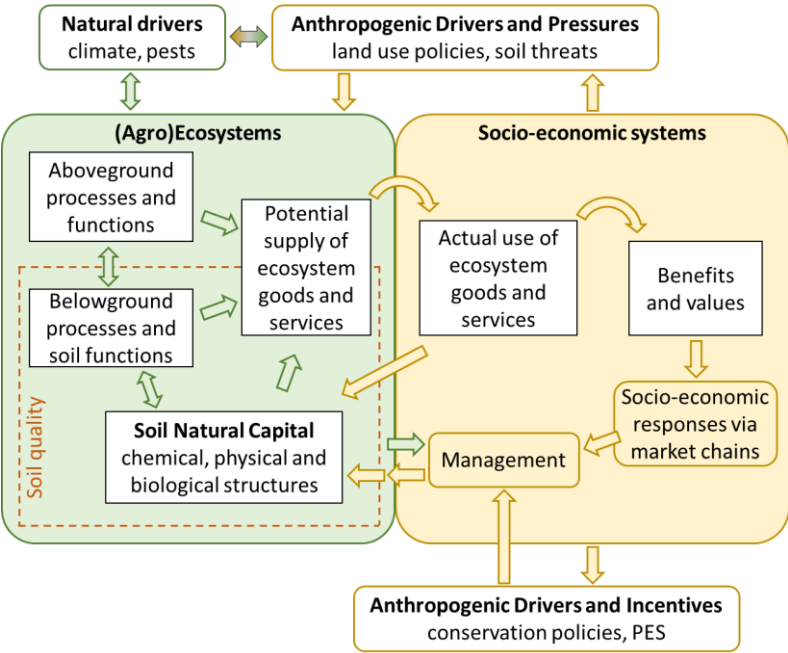 Natural drivers
climate, pests
Anthropogenic Drivers and Pressures
land use policies, soil threats
(Agro)Ecosystems
Aboveground
processes and
functions
Belowground
processes and
soil functions
Potential
supply of
ecosystem
goods and
services
Soil Natural Capital
chemical, physical and
biological structures
Soil quality
Socio-economic systems
Actual use of
ecosystem
goods and
services
Benefits
and values
Socio-economic
responses via
market chains
Management
Anthropogenic Drivers and Incentives
conservation policies, PES